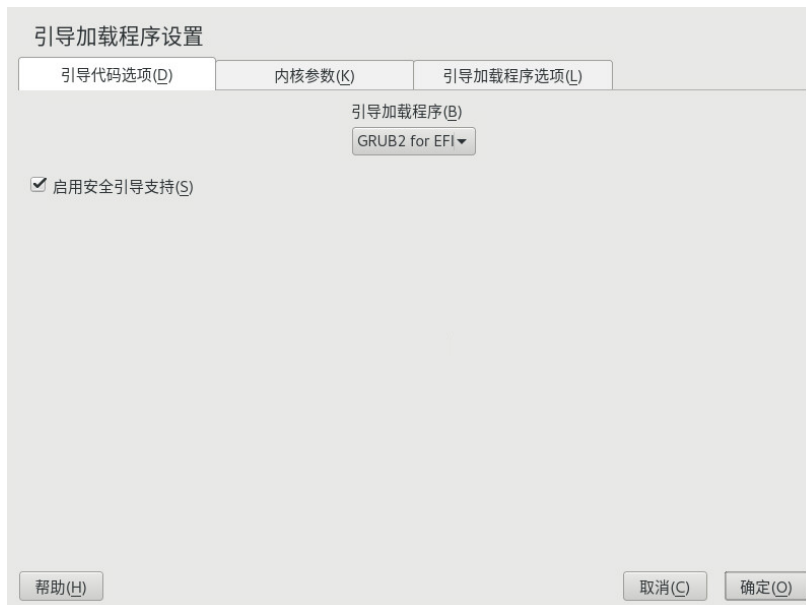 引导加载程序设置
引导代码选项(D) 内核参数(K) 引导加载程序选项(L)
引导加载程序(B)
GRUB2 for EFI
启用安全引导支持(S)
帮助(H) 取消(C) 确定(O)